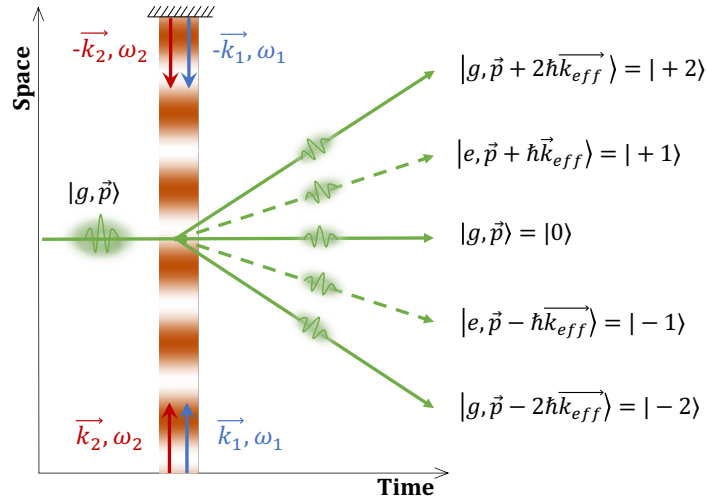 -k₂⃗, ω₂
-k₁⃗, ω₁
Space
|g, p⃗⟩
|g, p⃗ + 2ħk⃗_eff⟩ = | + 2⟩
|e, p⃗ + ħk⃗_eff⟩ = | + 1⟩
|g, p⃗⟩ = |0⟩
|e, p⃗ − ħk⃗_eff⟩ = | − 1⟩
|g, p⃗ − 2ħk⃗_eff⟩ = | − 2⟩
k₂⃗, ω₂
k₁⃗, ω₁
Time